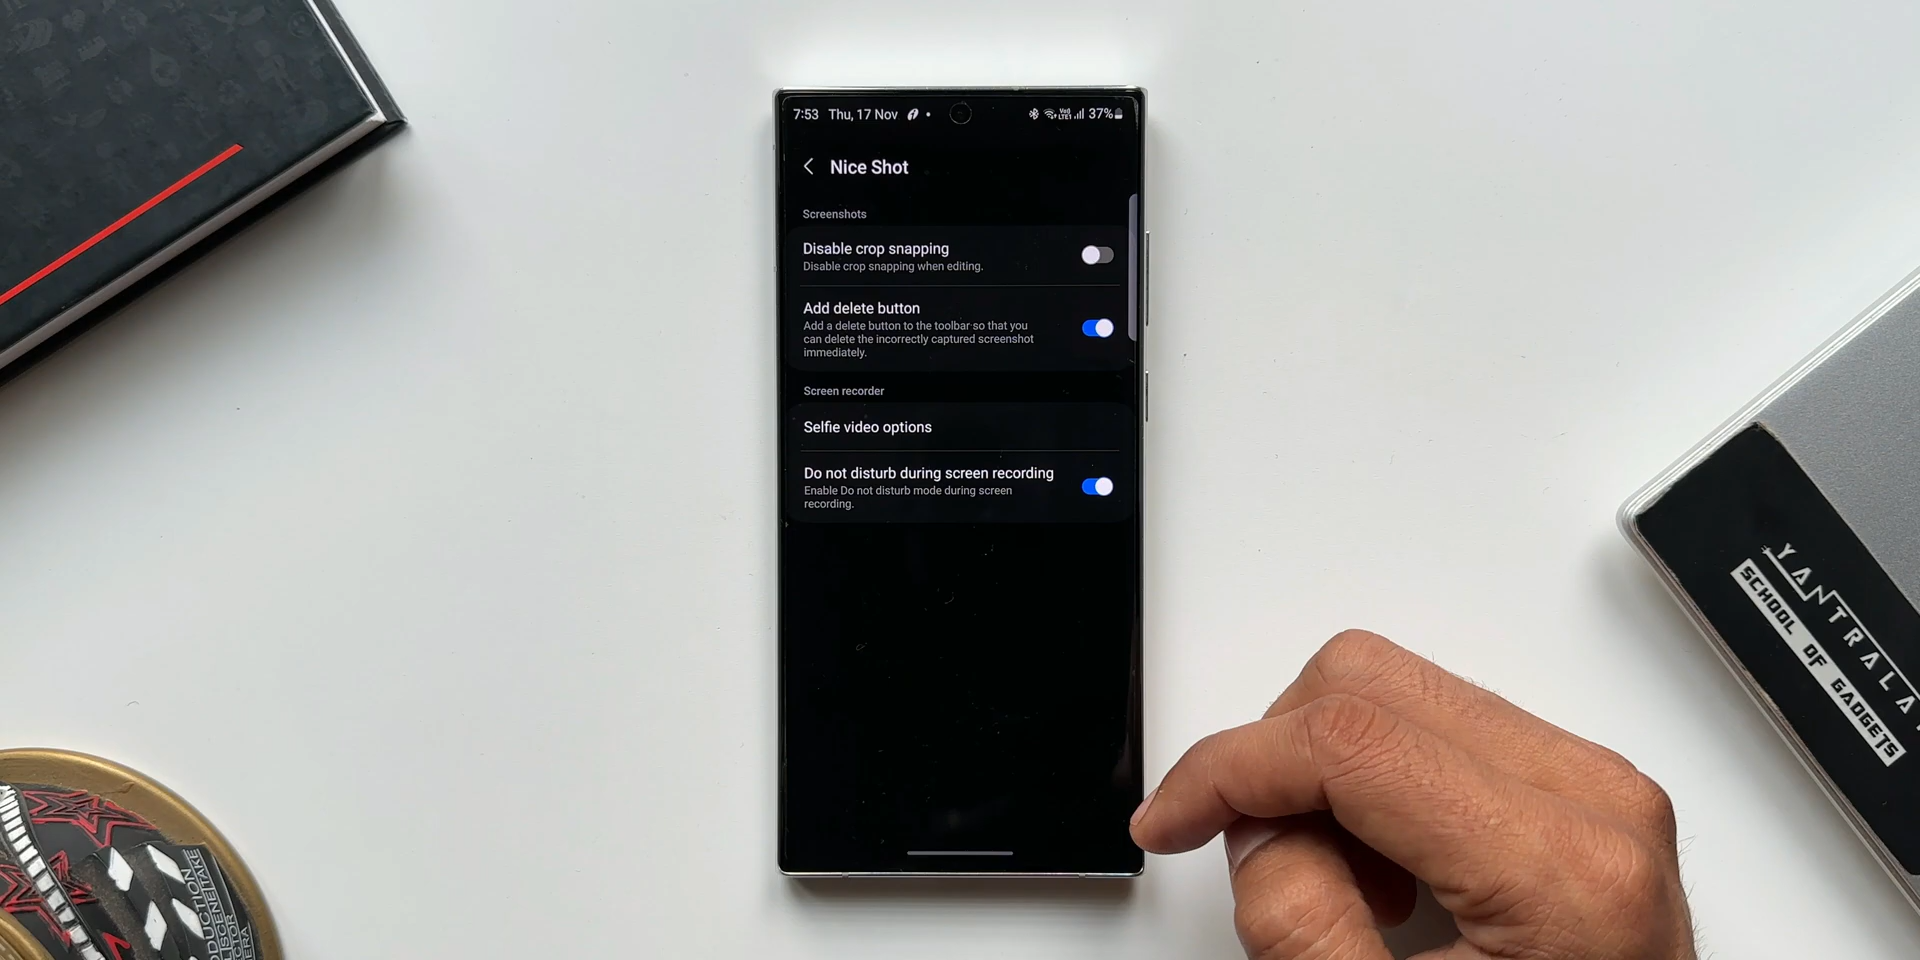 7:53 Thu, 17 Nov
37%
Nice Shot
Screenshots
Disable crop snapping
Disable crop snapping when editing.
Add delete button
Add a delete button to the toolbar so that you
can delete the incorrectly captured screenshot
immediately.
Screen recorder
Selfie video options
Do not disturb during screen recording
Enable Do not disturb mode during screen
recording.
SCHOOL OF GADGETS